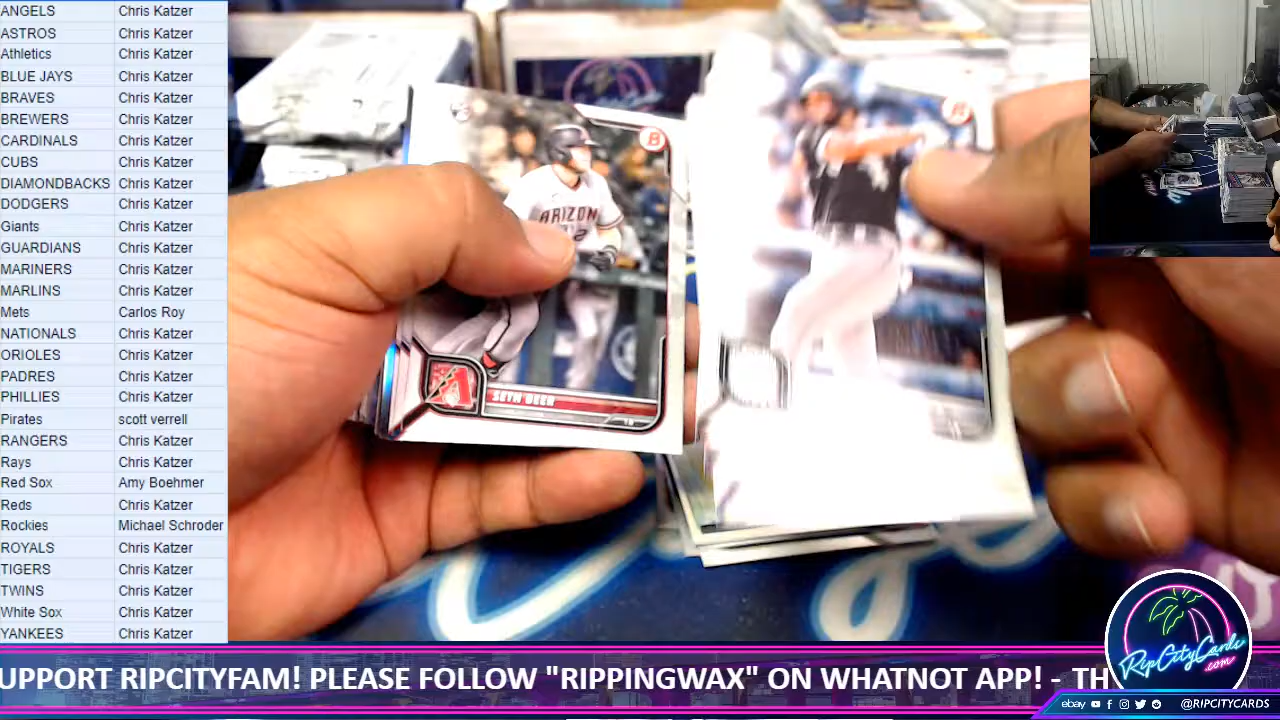 ANGELS Chris Katzer
ASTROS Chris Katzer
Athletics Chris Katzer
BLUE JAYS Chris Katzer
BRAVES Chris Katzer
BREWERS Chris Katzer
CARDINALS Chris Katzer
CUBS Chris Katzer
DIAMONDBACKS Chris Katzer
DODGERS Chris Katzer
Giants Chris Katzer
GUARDIANS Chris Katzer
MARINERS Chris Katzer
MARLINS Chris Katzer
Mets Carlos Roy
NATIONALS Chris Katzer
ORIOLES Chris Katzer
PADRES Chris Katzer
PHILLIES Chris Katzer
Pirates scott verrell
RANGERS Chris Katzer
Rays Chris Katzer
Red Sox Amy Boehmer
Reds Chris Katzer
Rockies Michael Schroder
ROYALS Chris Katzer
TIGERS Chris Katzer
TWINS Chris Katzer
White Sox Chris Katzer
YANKEES Chris Katzer
B
ARIZON
A
SETH BEER
1B
UPPORT RIPCITYFAM! PLEASE FOLLOW "RIPPINGWAX" ON WHATNOT APP! - TH
RipCityCards
.com
ebay @RIPCITYCARDS